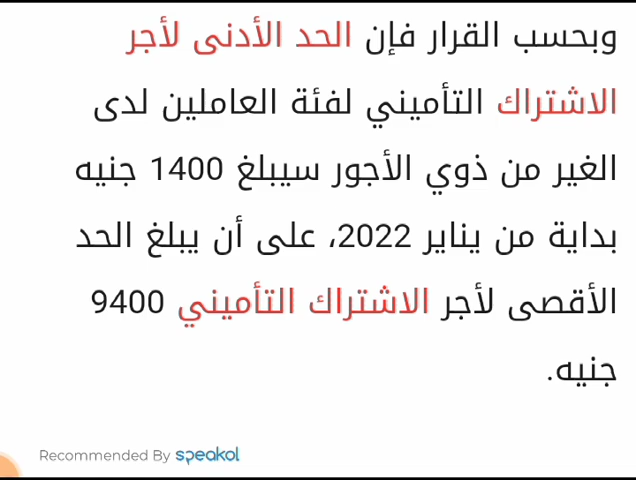 وبحسب القرار فإن الحد الأدنى لأجر
الاشتراك التأميني لفئة العاملين لدى
الغير من ذوي الأجور سيبلغ 1400 جنيه
بداية من يناير 2022، على أن يبلغ الحد
الأقصى لأجر الاشتراك التأميني 9400
جنيه.
Recommended By speakol